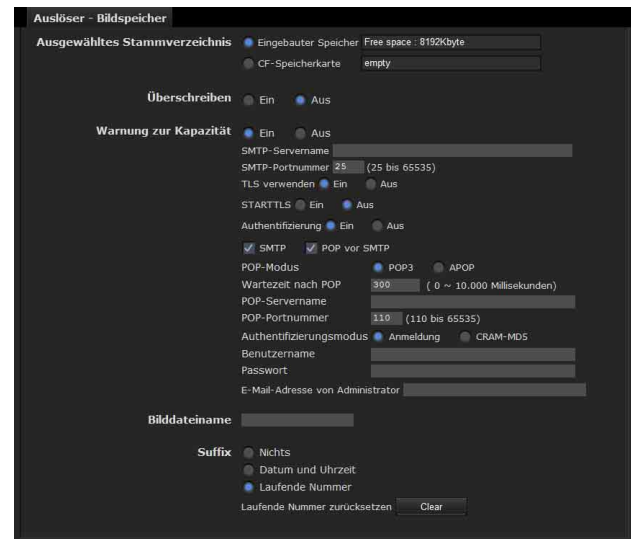 Auslöser - Bildspeicher
Ausgewähltes Stammverzeichnis Eingebauter Speicher Free space : 8192Kbyte
CF-Speicherkarte empty
Überschreiben Ein Aus
Warnung zur Kapazität Ein Aus
SMTP-Servername
SMTP-Portnummer 25 (25 bis 65535)
TLS verwenden Ein Aus
STARTTLS Ein Aus
Authentifizierung Ein Aus
SMTP POP vor SMTP
POP-Modus POP3 APOP
Wartezeit nach POP 300 ( 0 ~ 10.000 Millisekunden)
POP-Servername
POP-Portnummer 110 (110 bis 65535)
Authentifizierungsmodus Anmeldung CRAM-MD5
Benutzername
Passwort
E-Mail-Adresse von Administrator
Bilddateiname
Suffix Nichts
Datum und Uhrzeit
Laufende Nummer
Laufende Nummer zurücksetzen Clear